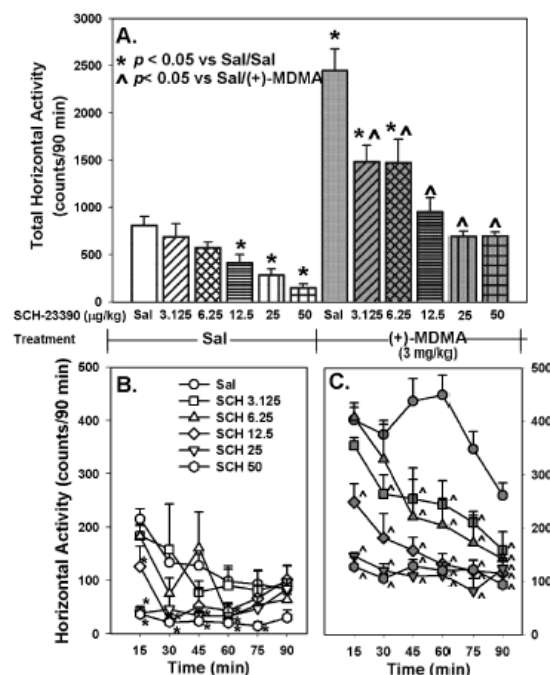 A.
* p < 0.05 vs Sal/Sal
^ p< 0.05 vs Sal/(+)-MDMA
Total Horizontal Activity
(counts/90 min)
3000
2500
2000
1500
1000
500
0
* *^ *^ ^ ^ ^
* * *
SCH-23390 (µg/kg) Sal 3.125 6.25 12.5 25 50 Sal 3.125 6.25 12.5 25 50
Treatment Sal (+)-MDMA
(3 mg/kg)
B.
Horizontal Activity (counts/90 min)
500
400
300
200
100
0
Sal
SCH 3.125
SCH 6.25
SCH 12.5
SCH 25
SCH 50
15 30 45 60 75 90
Time (min)
C.
500
400
300
200
100
0
15 30 45 60 75 90
Time (min)